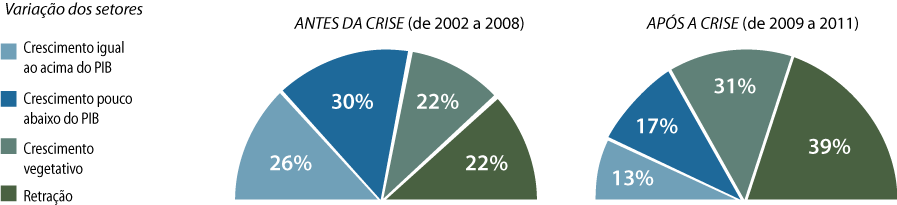 Variação dos setores
Crescimento igual
ao acima do PIB
Crescimento pouco
abaixo do PIB
Crescimento
vegetativo
Retração
ANTES DA CRISE (de 2002 a 2008)
26%
30%
22%
22%
APÓS A CRISE (de 2009 a 2011)
13%
17%
31%
39%